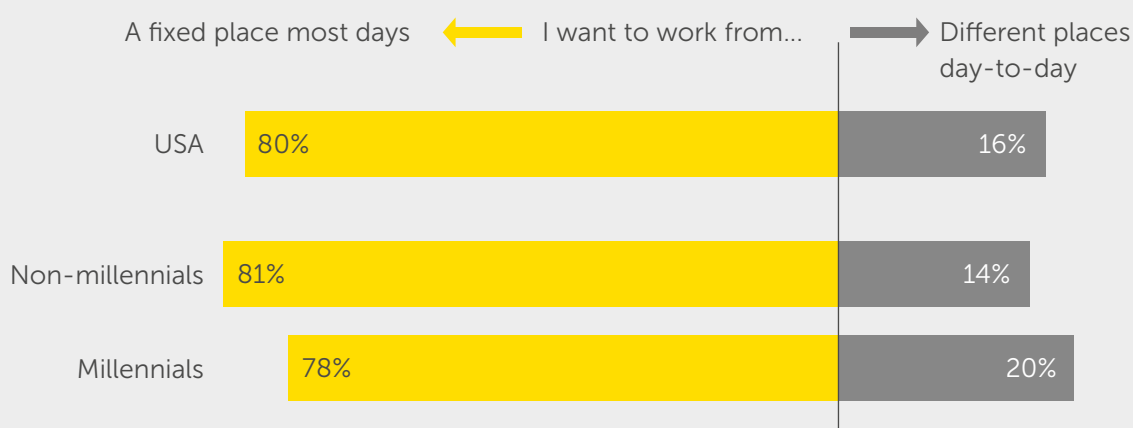 A fixed place most days I want to work from... Different places
day-to-day
USA 80% 16%
Non-millennials 81% 14%
Millennials 78% 20%